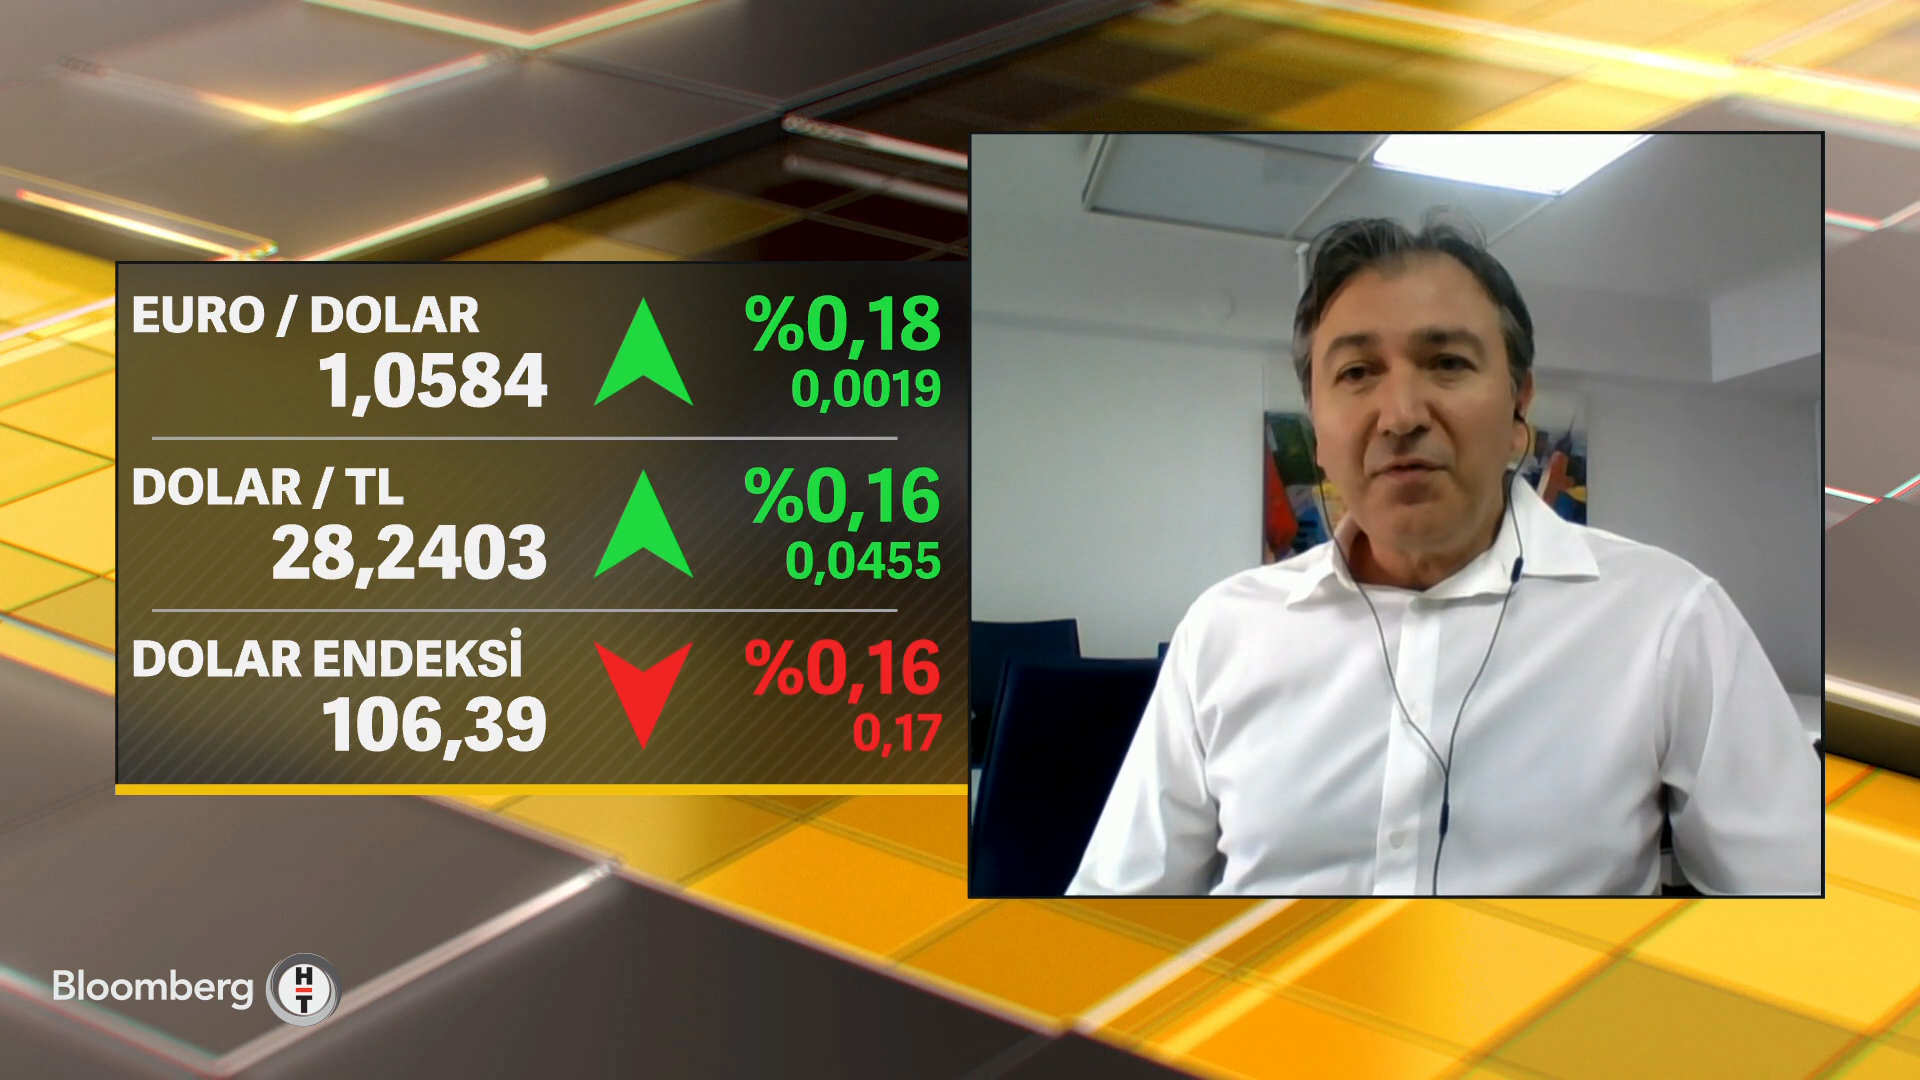 EURO / DOLAR
1,0584
%0,18
0,0019
DOLAR / TL
28,2403
%0,16
0,0455
DOLAR ENDEKSİ
106,39
%0,16
0,17
Bloomberg HT